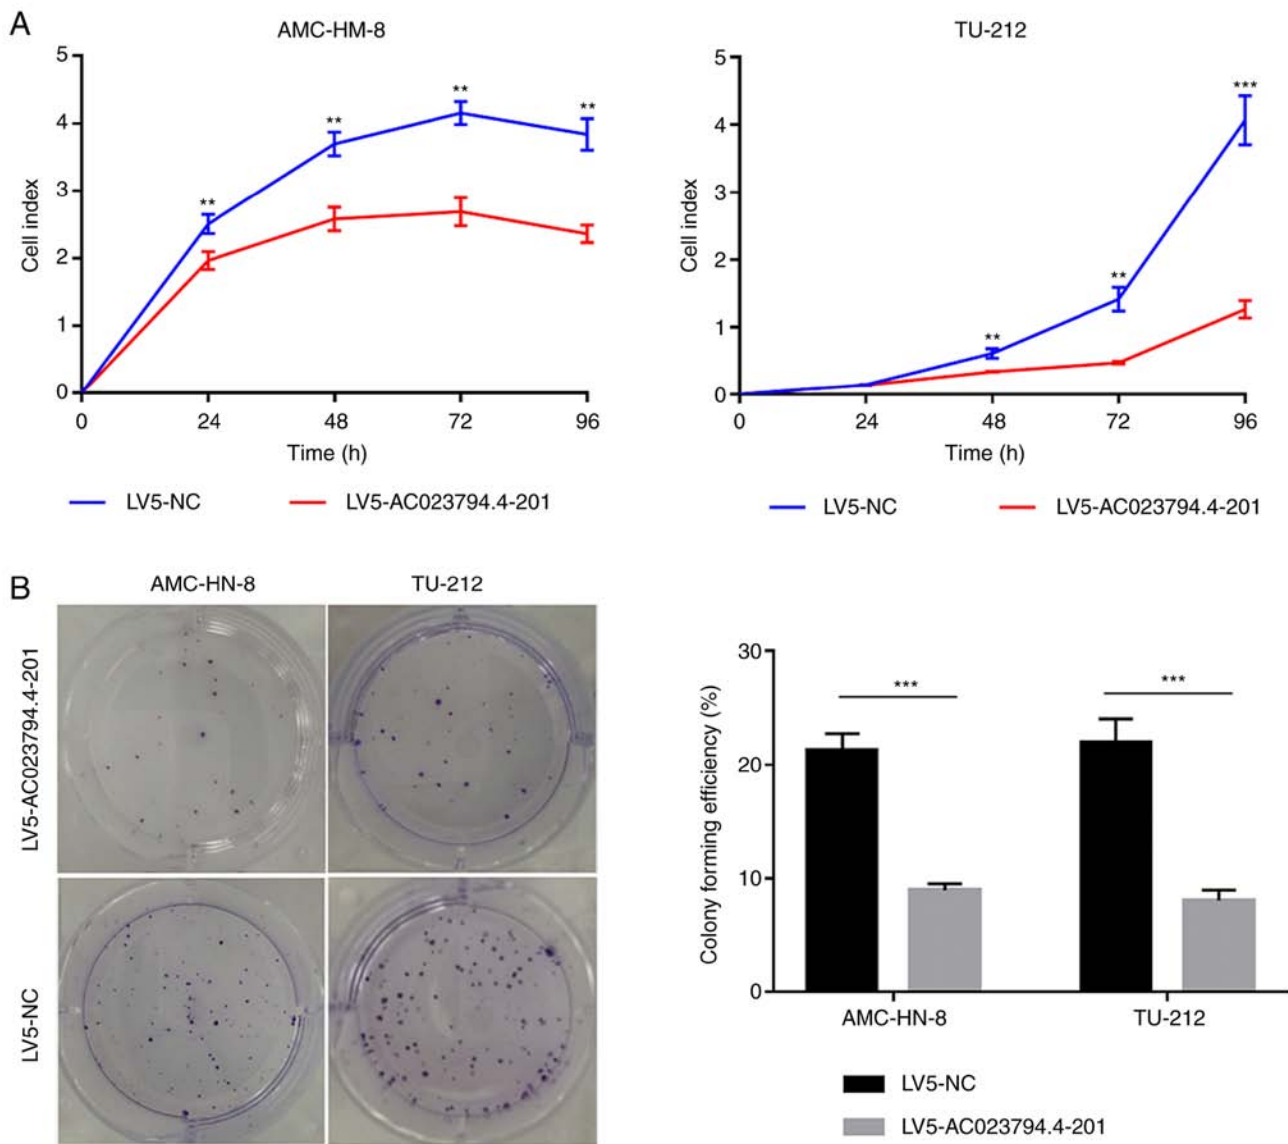 A
AMC-HM-8
5
4
3
2
1
0
Cell index
**
**
**
**
0 24 48 72 96
Time (h)
LV5-NC LV5-AC023794.4-201
TU-212
5
4
3
2
1
0
Cell index
**
**
***
0 24 48 72 96
Time (h)
LV5-NC LV5-AC023794.4-201
B
AMC-HN-8 TU-212
LV5-AC023794.4-201
LV5-NC
30
20
10
0
Colony forming efficiency (%)
***
***
AMC-HN-8 TU-212
LV5-NC
LV5-AC023794.4-201